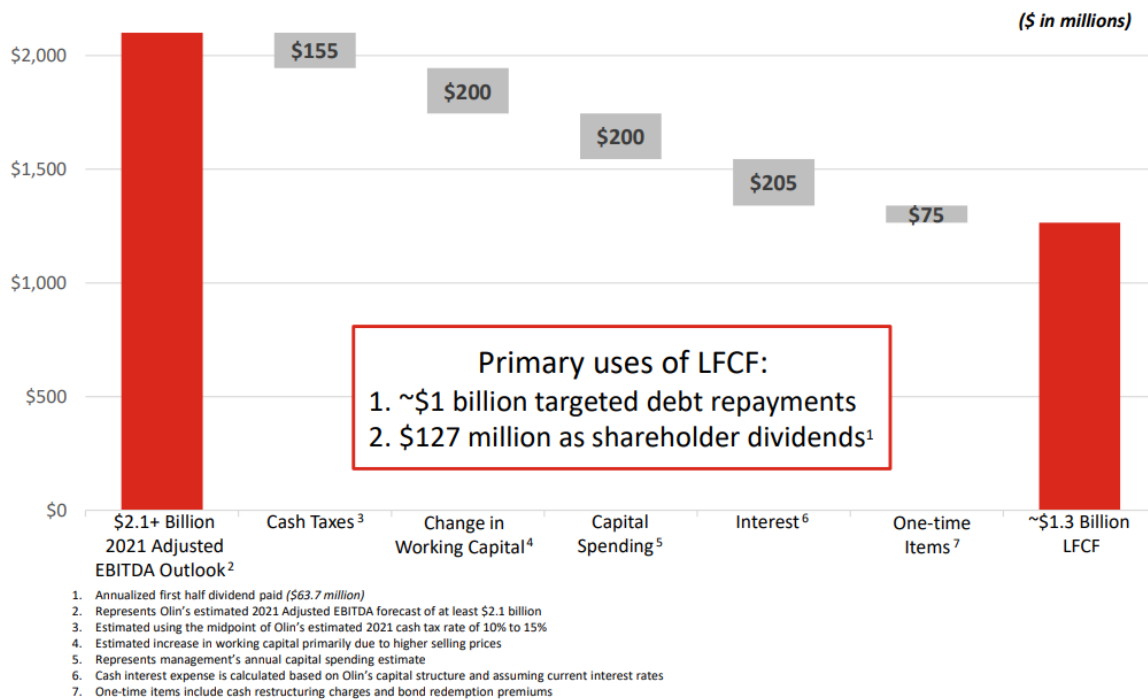 ($ in millions)
$2,000
$1,500
$1,000
$500
$0
$155
$200
$200
$205
$75
Primary uses of LFCF:
1. ~$1 billion targeted debt repayments
2. $127 million as shareholder dividends¹
$2.1+ Billion
2021 Adjusted
EBITDA Outlook²
Cash Taxes³
Change in
Working Capital⁴
Capital
Spending⁵
Interest⁶
One-time
Items⁷
~$1.3 Billion
LFCF
1. Annualized first half dividend paid ($63.7 million)
2. Represents Olin's estimated 2021 Adjusted EBITDA forecast of at least $2.1 billion
3. Estimated using the midpoint of Olin's estimated 2021 cash tax rate of 10% to 15%
4. Estimated increase in working capital primarily due to higher selling prices
5. Represents management's annual capital spending estimate
6. Cash interest expense is calculated based on Olin's capital structure and assuming current interest rates
7. One-time items include cash restructuring charges and bond redemption premiums